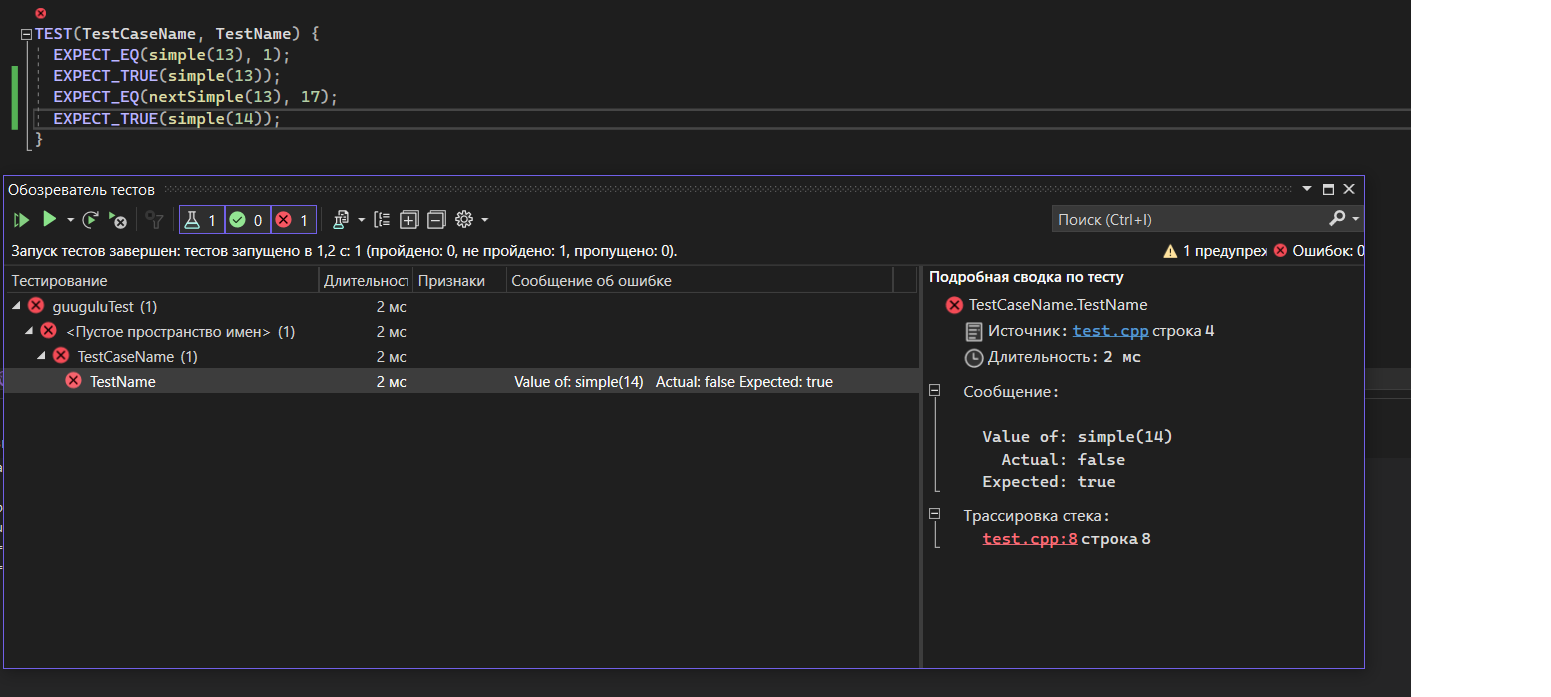 TEST(TestCaseName, TestName) {
EXPECT_EQ(simple(13), 1);
EXPECT_TRUE(simple(13));
EXPECT_EQ(nextSimple(13), 17);
EXPECT_TRUE(simple(14));
}
Обозреватель тестов
1 0 1
Поиск (Ctrl+I)
Запуск тестов завершен: тестов запущено в 1,2 с: 1 (пройдено: 0, не пройдено: 1, пропущено: 0).
1 предупреж Ошибок: 0
Тестирование Длительност Признаки Сообщение об ошибке
guuguluTest (1) 2 мс
<Пустое пространство имен> (1) 2 мс
TestCaseName (1) 2 мс
TestName 2 мс Value of: simple(14) Actual: false Expected: true
Подробная сводка по тесту
TestCaseName.TestName
Источник: test.cpp строка 4
Длительность: 2 мс
Сообщение:
Value of: simple(14)
Actual: false
Expected: true
Трассировка стека:
test.cpp:8 строка 8